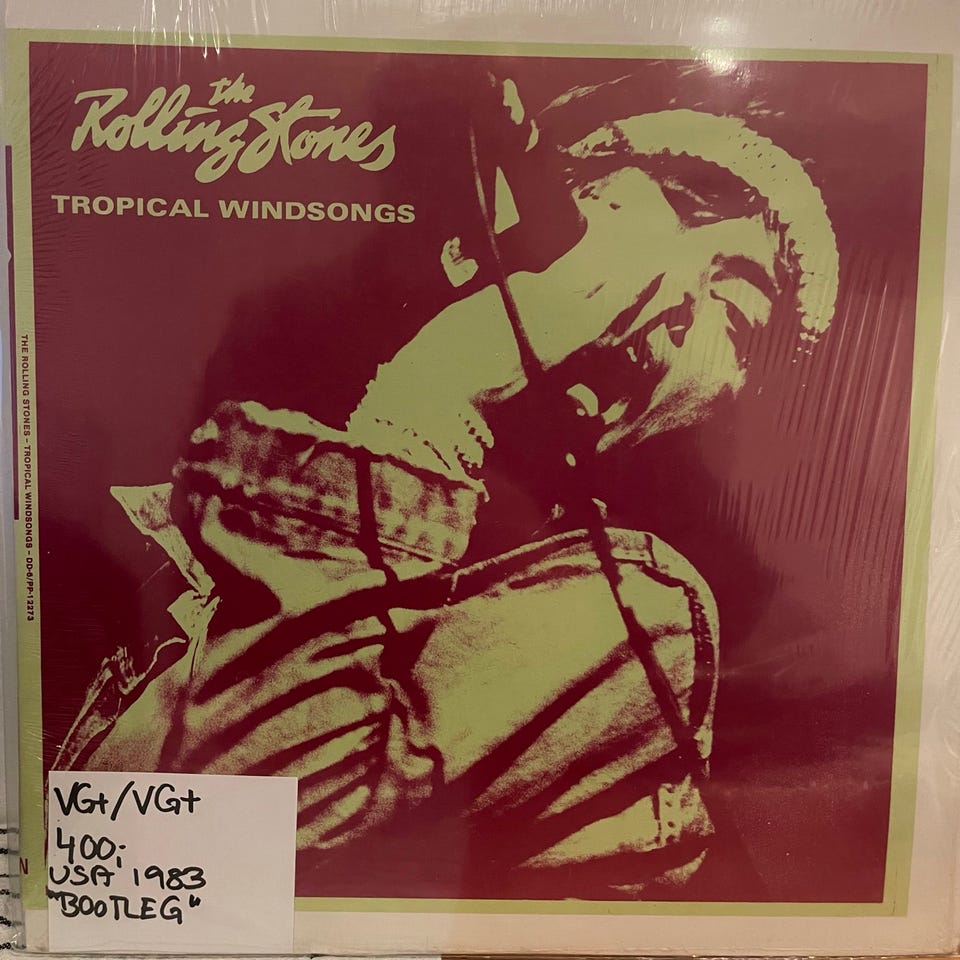 the
Rolling Stones
TROPICAL WINDSONGS
THE ROLLING STONES – TROPICAL WINDSONGS – DD-6/PP-12273
VG+/VG+
400;-
USA 1983
"BOOTLEG"
N